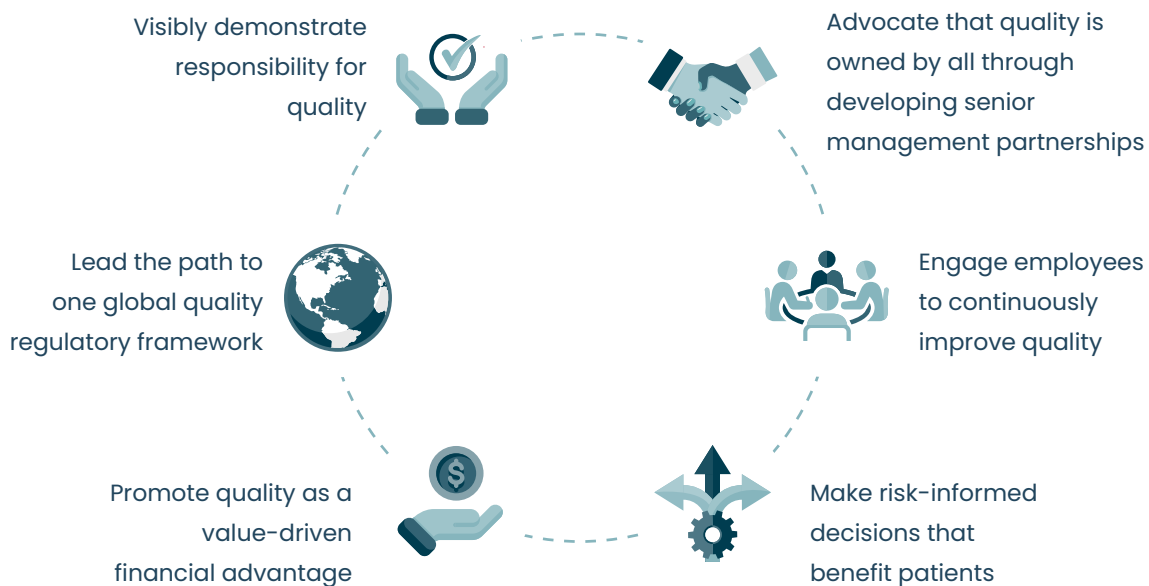 Visibly demonstrate
responsibility for
quality
Advocate that quality is
owned by all through
developing senior
management partnerships
Lead the path to
one global quality
regulatory framework
Engage employees
to continuously
improve quality
$
Promote quality as a
value-driven
financial advantage
Make risk-informed
decisions that
benefit patients